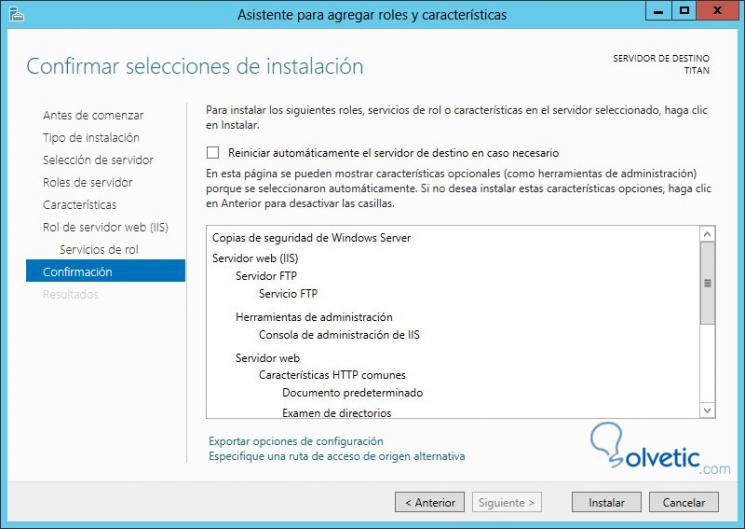 Asistente para agregar roles y características
Confirmar selecciones de instalación
SERVIDOR DE DESTINO
TITAN
Antes de comenzar
Tipo de instalación
Selección de servidor
Roles de servidor
Características
Rol de servidor web (IIS)
Servicios de rol
Confirmación
Resultados
Para instalar los siguientes roles, servicios de rol o características en el servidor seleccionado, haga clic
en Instalar.
Reiniciar automáticamente el servidor de destino en caso necesario
En esta página se pueden mostrar características opcionales (como herramientas de administración)
porque se seleccionaron automáticamente. Si no desea instalar estas características opciones, haga clic
en Anterior para desactivar las casillas.
Copias de seguridad de Windows Server
Servidor web (IIS)
Servidor FTP
Servicio FTP
Herramientas de administración
Consola de administración de IIS
Servidor web
Características HTTP comunes
Documento predeterminado
Examen de directorios
Exportar opciones de configuración
Especifique una ruta de acceso de origen alternativa
Solvetic.com
< Anterior
Siguiente >
Instalar
Cancelar